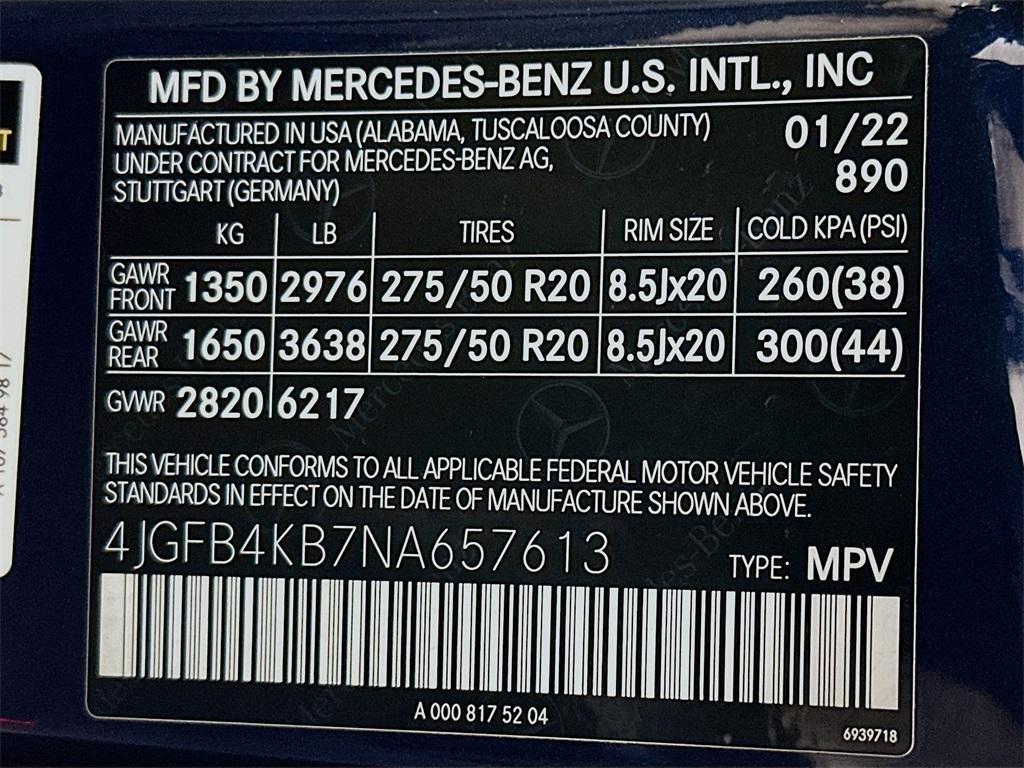 MFD BY MERCEDES-BENZ U.S. INTL., INC
MANUFACTURED IN USA (ALABAMA, TUSCALOOSA COUNTY) 01/22
UNDER CONTRACT FOR MERCEDES-BENZ AG, 890
STUTTGART (GERMANY)
KG LB TIRES RIM SIZE COLD KPA (PSI)
GAWR FRONT 1350 2976 275/50 R20 8.5Jx20 260(38)
GAWR REAR 1650 3638 275/50 R20 8.5Jx20 300(44)
GVWR 2820 6217
THIS VEHICLE CONFORMS TO ALL APPLICABLE FEDERAL MOTOR VEHICLE SAFETY
STANDARDS IN EFFECT ON THE DATE OF MANUFACTURE SHOWN ABOVE.
4JGFB4KB7NA657613 TYPE: MPV
A 000 817 52 04
6939718